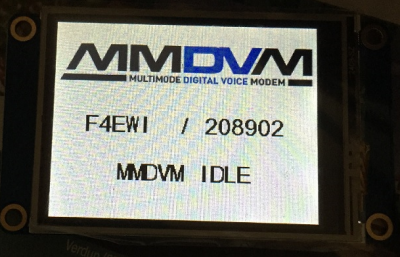 MMDVM
MULTIMODE DIGITAL VOICE MODEM
F4EWI / 208902
MMDVM IDLE